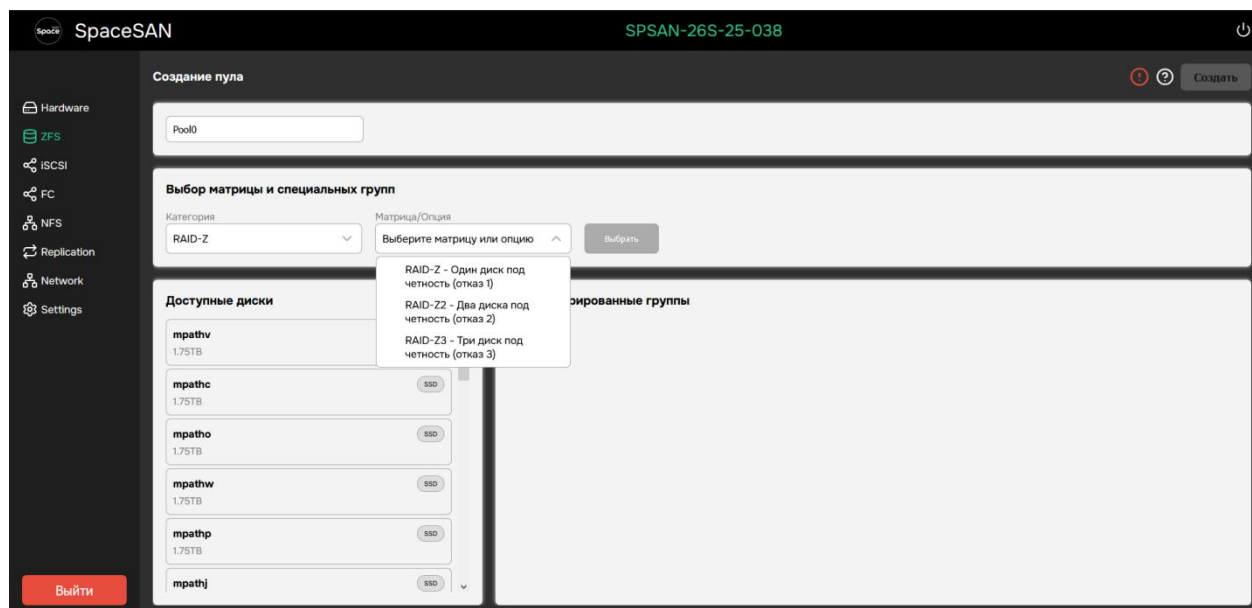 Space
SpaceSAN
SPSAN-26S-25-038
Создание пула
Создать
Hardware
ZFS
iSCSI
FC
NFS
Replication
Network
Settings
Выйти
Pool0
Выбор матрицы и специальных групп
Категория
Матрица/Опция
RAID-Z
Выберите матрицу или опцию
Выбрать
RAID-Z - Один диск под
четность (отказ 1)
RAID-Z2 - Два диска под
четность (отказ 2)
RAID-Z3 - Три диск под
четность (отказ 3)
Доступные диски
рированные группы
mpathv
1.75TB
mpathc
SSD
1.75TB
mpatho
SSD
1.75TB
mpathw
SSD
1.75TB
mpathp
SSD
1.75TB
mpathj
SSD